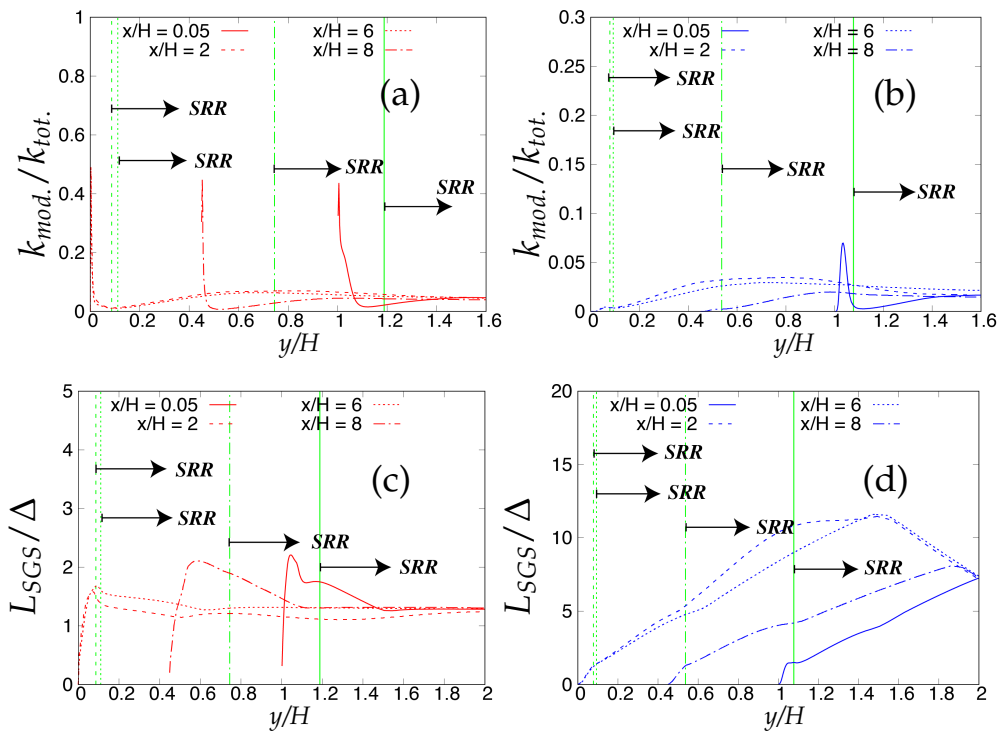 x/H = 0.05
x/H = 2
x/H = 6
x/H = 8
(a)
SRR
SRR
SRR
SRR
k_mod. / k_tot.
1
0.8
0.6
0.4
0.2
0
0 0.2 0.4 0.6 0.8 1 1.2 1.4 1.6
y/H
x/H = 0.05
x/H = 2
x/H = 6
x/H = 8
(b)
SRR
SRR
SRR
SRR
k_mod. / k_tot.
0.3
0.25
0.2
0.15
0.1
0.05
0
0 0.2 0.4 0.6 0.8 1 1.2 1.4 1.6
y/H
x/H = 0.05
x/H = 2
x/H = 6
x/H = 8
(c)
SRR
SRR
SRR
SRR
L_SGS / Δ
5
4
3
2
1
0
0 0.2 0.4 0.6 0.8 1 1.2 1.4 1.6 1.8 2
y/H
x/H = 0.05
x/H = 2
x/H = 6
x/H = 8
(d)
SRR
SRR
SRR
SRR
L_SGS / Δ
20
15
10
5
0
0 0.2 0.4 0.6 0.8 1 1.2 1.4 1.6 1.8 2
y/H